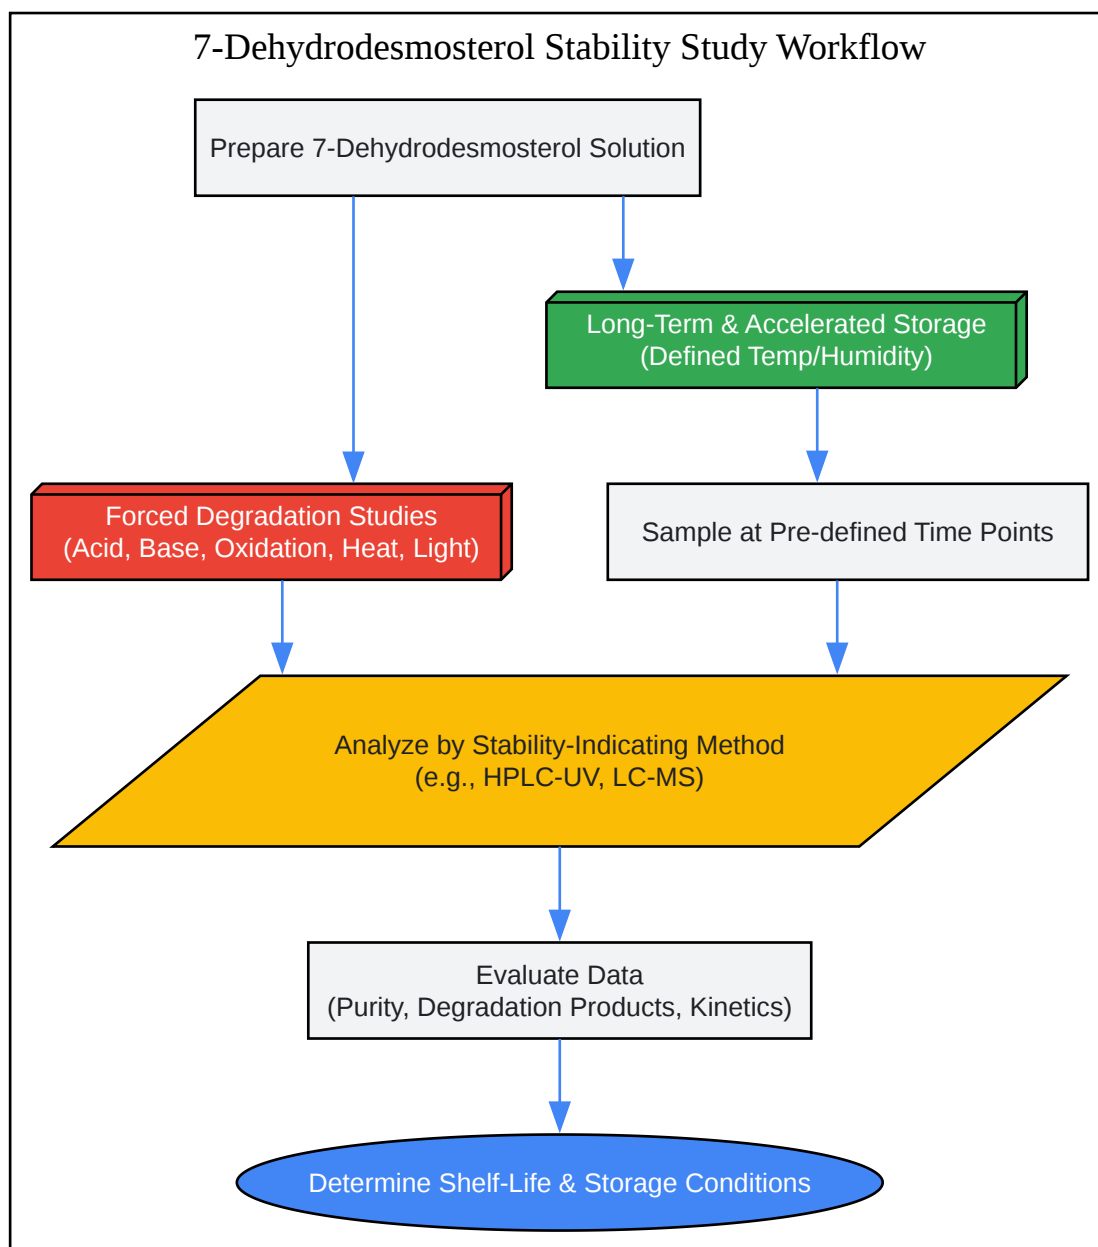 7-Dehydrodesmosterol Stability Study Workflow
Prepare 7-Dehydrodesmosterol Solution
Long-Term & Accelerated Storage
(Defined Temp/Humidity)
Forced Degradation Studies
(Acid, Base, Oxidation, Heat, Light)
Sample at Pre-defined Time Points
Analyze by Stability-Indicating Method
(e.g., HPLC-UV, LC-MS)
Evaluate Data
(Purity, Degradation Products, Kinetics)
Determine Shelf-Life & Storage Conditions